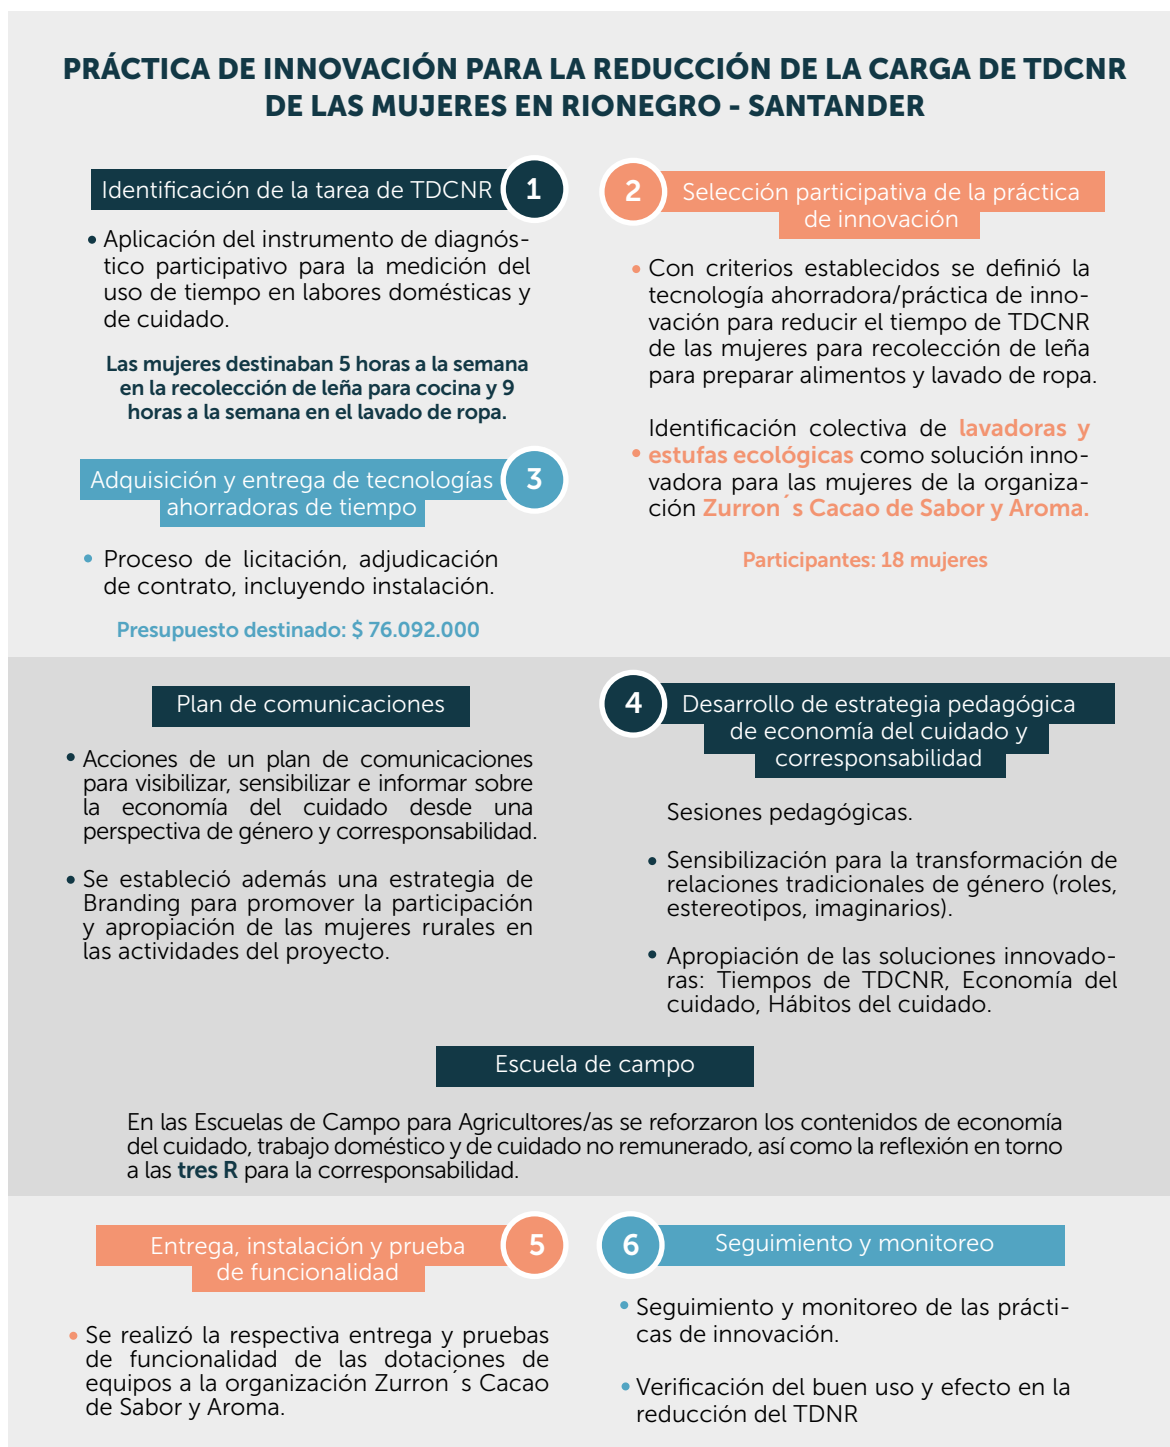 PRÁCTICA DE INNOVACIÓN PARA LA REDUCCIÓN DE LA CARGA DE TDCNR
DE LAS MUJERES EN RIONEGRO - SANTANDER
Identificación de la tarea de TDCNR
1
• Aplicación del instrumento de diagnós-
tico participativo para la medición del
uso de tiempo en labores domésticas y
de cuidado.
Las mujeres destinaban 5 horas a la semana
en la recolección de leña para cocina y 9
horas a la semana en el lavado de ropa.
2
Selección participativa de la práctica
de innovación
• Con criterios establecidos se definió la
tecnología ahorradora/práctica de inno-
vación para reducir el tiempo de TDCNR
de las mujeres para recolección de leña
para preparar alimentos y lavado de ropa.
Identificación colectiva de lavadoras y
• estufas ecológicas como solución inno-
vadora para las mujeres de la organiza-
ción Zurron´s Cacao de Sabor y Aroma.
Participantes: 18 mujeres
Adquisición y entrega de tecnologías
ahorradoras de tiempo
3
• Proceso de licitación, adjudicación
de contrato, incluyendo instalación.
Presupuesto destinado: $ 76.092.000
Plan de comunicaciones
• Acciones de un plan de comunicaciones
para visibilizar, sensibilizar e informar sobre
la economía del cuidado desde una
perspectiva de género y corresponsabilidad.
• Se estableció además una estrategia de
Branding para promover la participación
y apropiación de las mujeres rurales en
las actividades del proyecto.
4
Desarrollo de estrategia pedagógica
de economía del cuidado y
corresponsabilidad
Sesiones pedagógicas.
• Sensibilización para la transformación de
relaciones tradicionales de género (roles,
estereotipos, imaginarios).
• Apropiación de las soluciones innovado-
ras: Tiempos de TDCNR, Economía del
cuidado, Hábitos del cuidado.
Escuela de campo
En las Escuelas de Campo para Agricultores/as se reforzaron los contenidos de economía
del cuidado, trabajo doméstico y de cuidado no remunerado, así como la reflexión en torno
a las tres R para la corresponsabilidad.
Entrega, instalación y prueba
de funcionalidad
5
• Se realizó la respectiva entrega y pruebas
de funcionalidad de las dotaciones de
equipos a la organización Zurron´s Cacao
de Sabor y Aroma.
6
Seguimiento y monitoreo
• Seguimiento y monitoreo de las prácti-
cas de innovación.
• Verificación del buen uso y efecto en la
reducción del TDNR